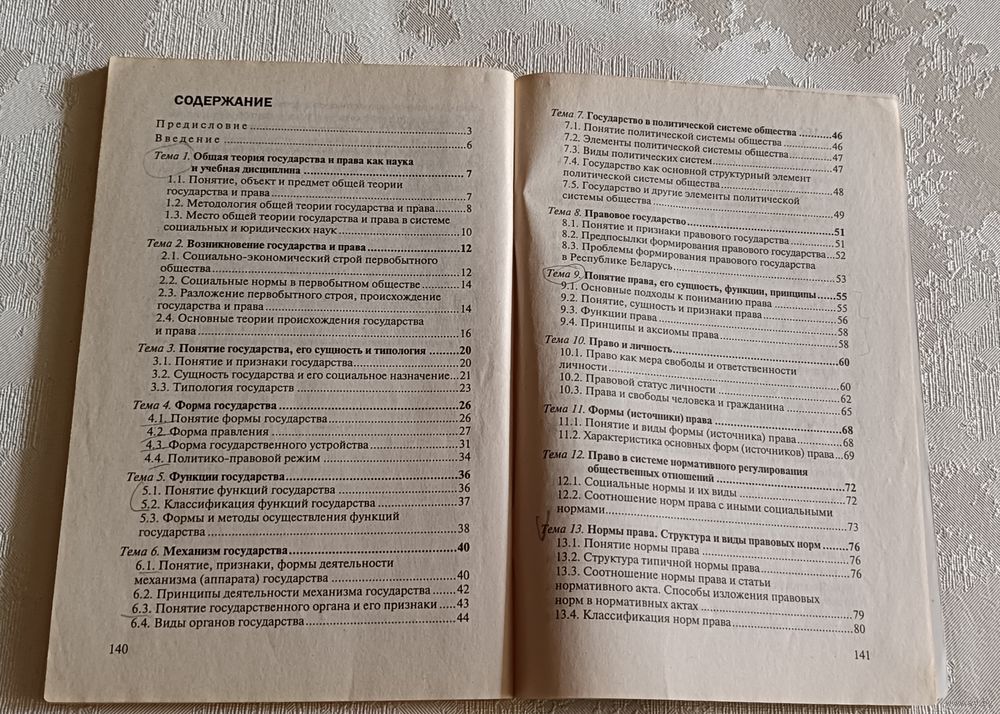 СОДЕРЖАНИЕ
Предисловие ........ 3
Введение ........ 6
Тема 1. Общая теория государства и права как наука
и учебная дисциплина ........ 7
1.1. Понятие, объект и предмет общей теории
государства и права ........ 7
1.2. Методология общей теории государства и права ..... 8
1.3. Место общей теории государства и права в системе
социальных и юридических наук ........ 10
Тема 2. Возникновение государства и права ........ 12
2.1. Социально-экономический строй первобытного
общества ........ 12
2.2. Социальные нормы в первобытном обществе ........ 14
2.3. Разложение первобытного строя, происхождение
государства и права ........ 14
2.4. Основные теории происхождения государства
и права ........ 16
Тема 3. Понятие государства, его сущность и типология ........ 20
3.1. Понятие и признаки государства ........ 20
3.2. Сущность государства и его социальное назначение ... 21
3.3. Типология государств ........ 23
Тема 4. Форма государства ........ 26
4.1. Понятие формы государства ........ 26
4.2. Форма правления ........ 27
4.3. Форма государственного устройства ........ 31
4.4. Политико-правовой режим ........ 34
Тема 5. Функции государства ........ 36
5.1. Понятие функций государства ........ 36
5.2. Классификация функций государства ........ 37
5.3. Формы и методы осуществления функций
государства ........ 38
Тема 6. Механизм государства ........ 40
6.1. Понятие, признаки, формы деятельности
механизма (аппарата) государства ........ 40
6.2. Принципы деятельности механизма государства ........ 42
6.3. Понятие государственного органа и его признаки ..... 43
6.4. Виды органов государства ........ 44
140
Тема 7. Государство в политической системе общества ........ 46
7.1. Понятие политической системы общества ........ 46
7.2. Элементы политической системы общества ........ 47
7.3. Виды политических систем ........ 47
7.4. Государство как основной структурный элемент
политической системы общества ........ 48
7.5. Государство и другие элементы политической
системы общества ........ 49
Тема 8. Правовое государство ........ 51
8.1. Понятие и признаки правового государства ........ 51
8.2. Предпосылки формирования правового государства ... 52
8.3. Проблемы формирования правового государства
в Республике Беларусь ........ 53
Тема 9. Понятие права, его сущность, функции, принципы ..... 55
9.1. Основные подходы к пониманию права ........ 55
9.2. Понятие, сущность и признаки права ........ 56
9.3. Функции права ........ 58
9.4. Принципы и аксиомы права ........ 58
Тема 10. Право и личность ........ 60
10.1. Право как мера свободы и ответственности
личности ........ 60
10.2. Правовой статус личности ........ 62
10.3. Права и свободы человека и гражданина ........ 65
Тема 11. Формы (источники) права ........ 68
11.1. Понятие и виды формы (источника) права ........ 68
11.2. Характеристика основных форм (источников) права ... 69
Тема 12. Право в системе нормативного регулирования
общественных отношений ........ 72
12.1. Социальные нормы и их виды ........ 72
12.2. Соотношение норм права с иными социальными
нормами ........ 73
Тема 13. Нормы права. Структура и виды правовых норм ........ 76
13.1. Понятие нормы права ........ 76
13.2. Структура типичной нормы права ........ 76
13.3. Соотношение нормы права и статьи
нормативного акта. Способы изложения правовых
норм в нормативных актах ........ 79
13.4. Классификация норм права ........ 80
141